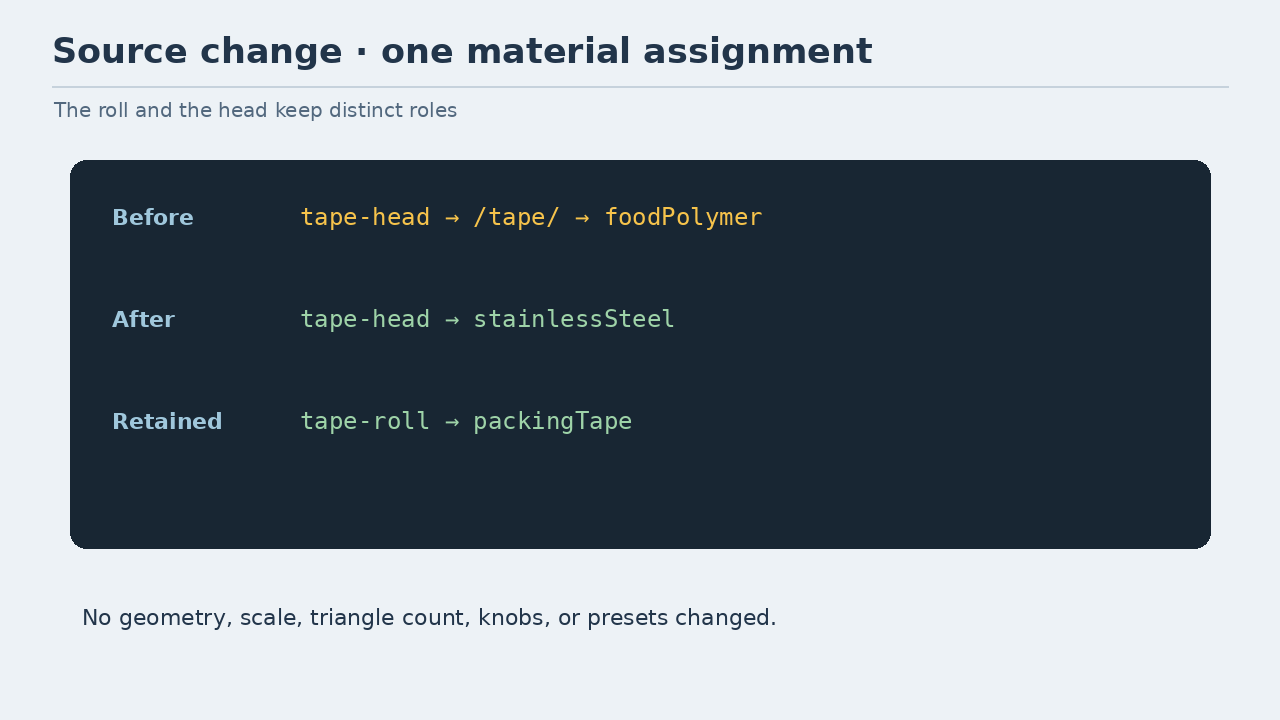 Source change · one material assignment
The roll and the head keep distinct roles
Before tape-head → /tape/ → foodPolymer
After tape-head → stainlessSteel
Retained tape-roll → packingTape
No geometry, scale, triangle count, knobs, or presets changed.